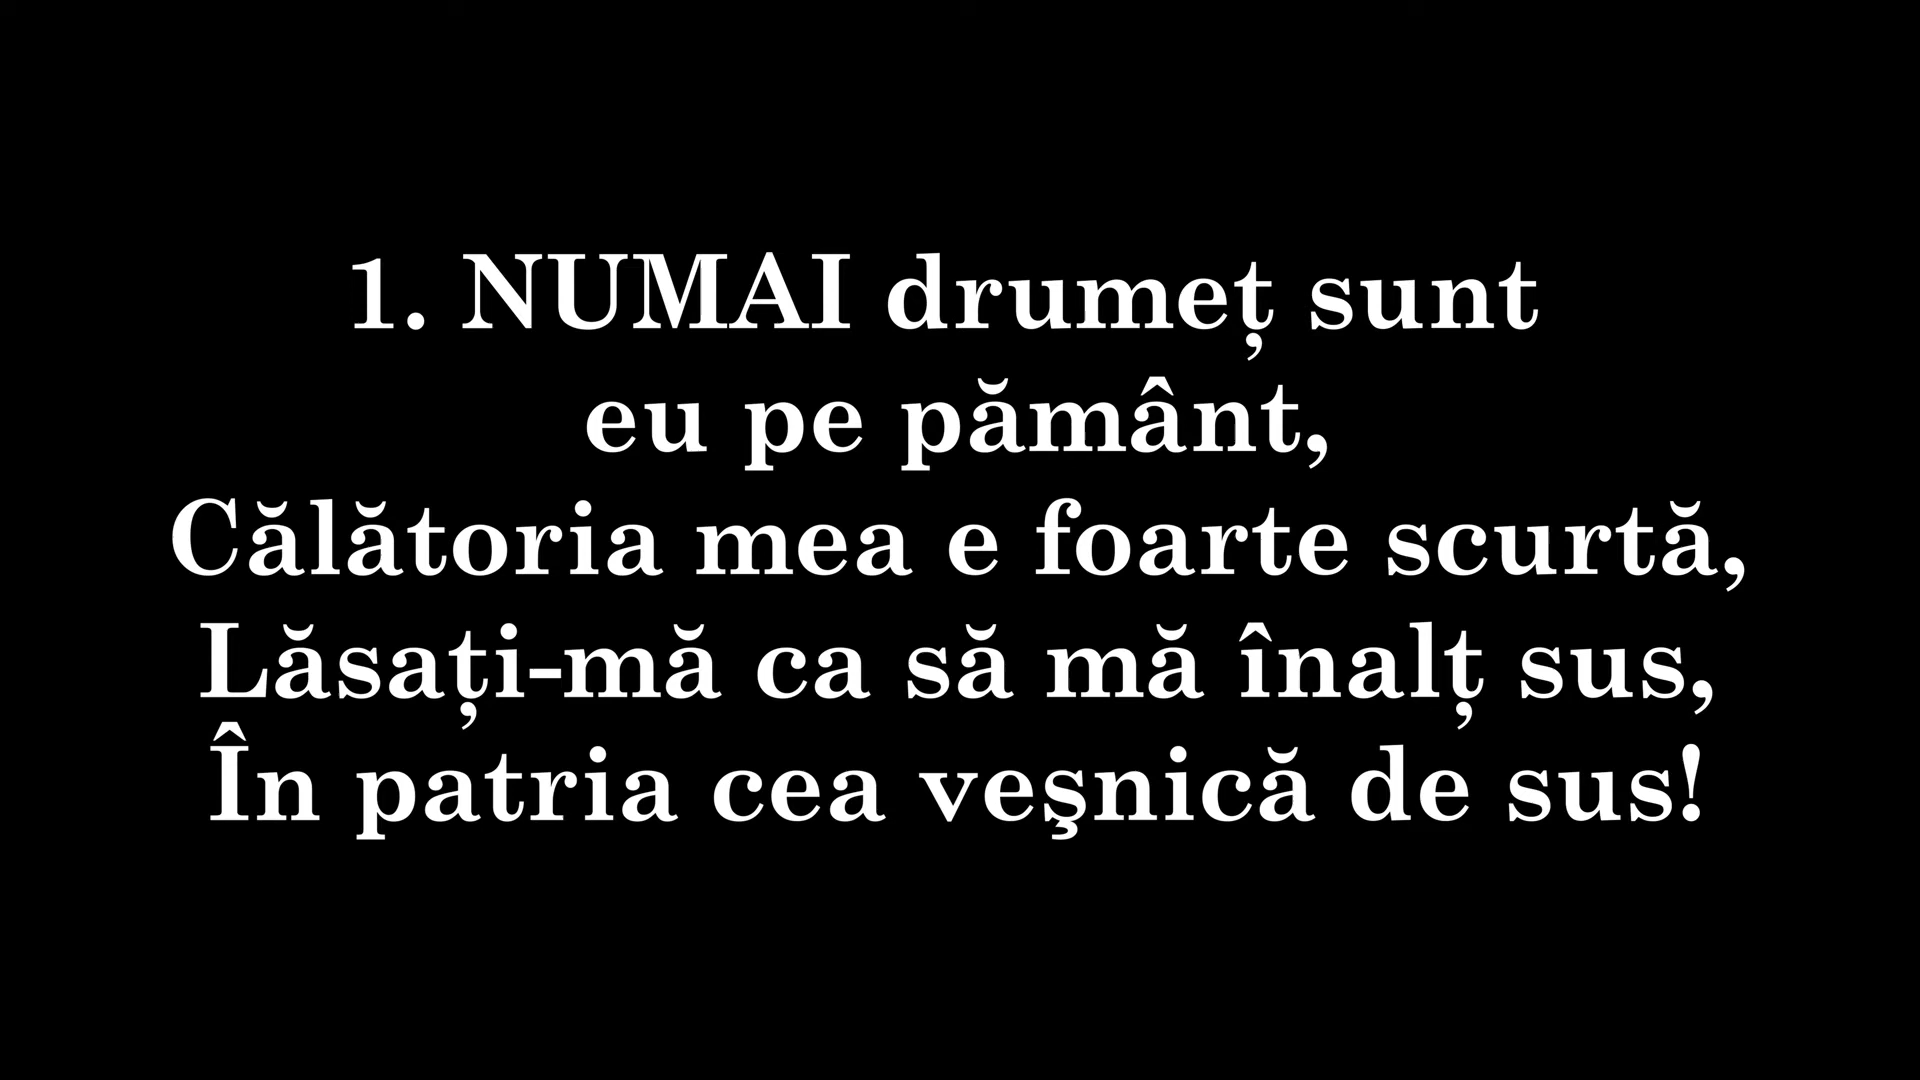 1. NUMAI drumeț sunt
eu pe pământ,
Călătoria mea e foarte scurtă,
Lăsați-mă ca să mă înalț sus,
În patria cea veşnică de sus!